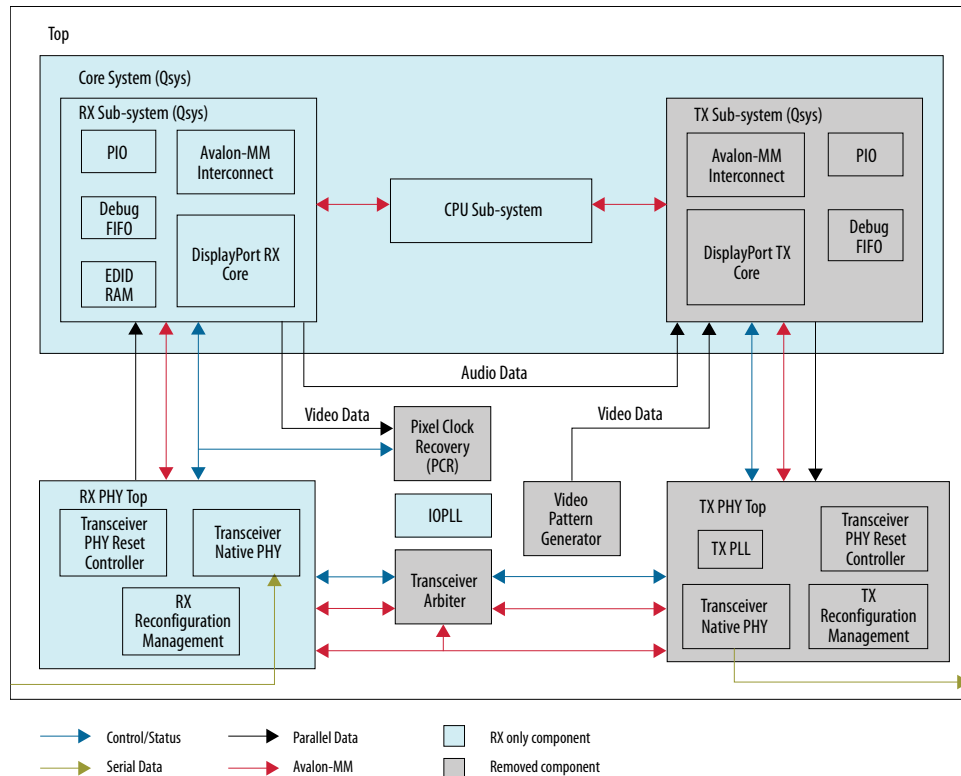 Top
Core System (Qsys)
RX Sub-system (Qsys)
PIO
Avalon-MM
Interconnect
Debug
FIFO
DisplayPort RX
Core
EDID
RAM
CPU Sub-system
TX Sub-system (Qsys)
Avalon-MM
Interconnect
PIO
DisplayPort TX
Core
Debug
FIFO
Audio Data
Video Data
Video Data
Pixel Clock
Recovery
(PCR)
IOPLL
Video
Pattern
Generator
Transceiver
Arbiter
RX PHY Top
Transceiver
PHY Reset
Controller
Transceiver
Native PHY
RX
Reconfiguration
Management
TX PHY Top
TX PLL
Transceiver
PHY Reset
Controller
Transceiver
Native PHY
TX
Reconfiguration
Management
Control/Status
Parallel Data
RX only component
Serial Data
Avalon-MM
Removed component